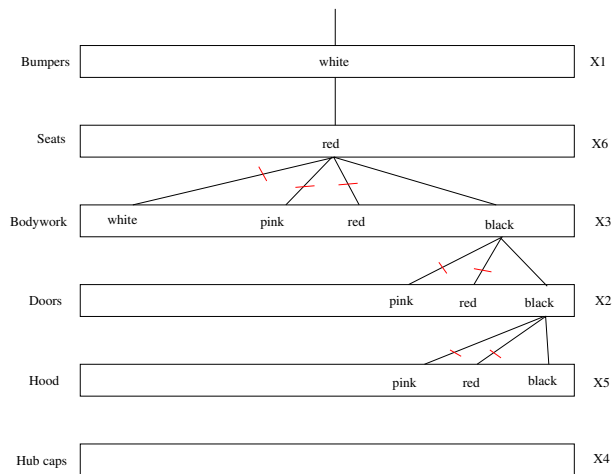 Bumpers white X1
Seats red X6
Bodywork white pink red black X3
Doors pink red black X2
Hood pink red black X5
Hub caps X4